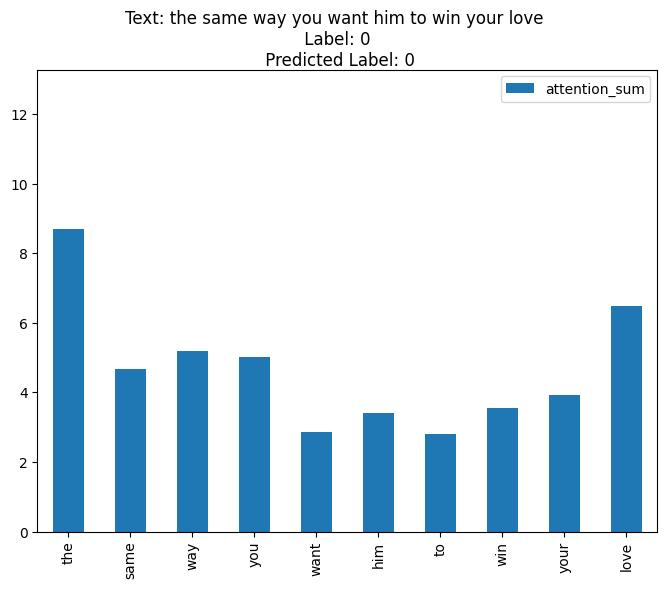 Text: the same way you want him to win your love
Label: 0
Predicted Label: 0
attention_sum
12
10
8
6
4
2
0
the
same
way
you
want
him
to
win
your
love